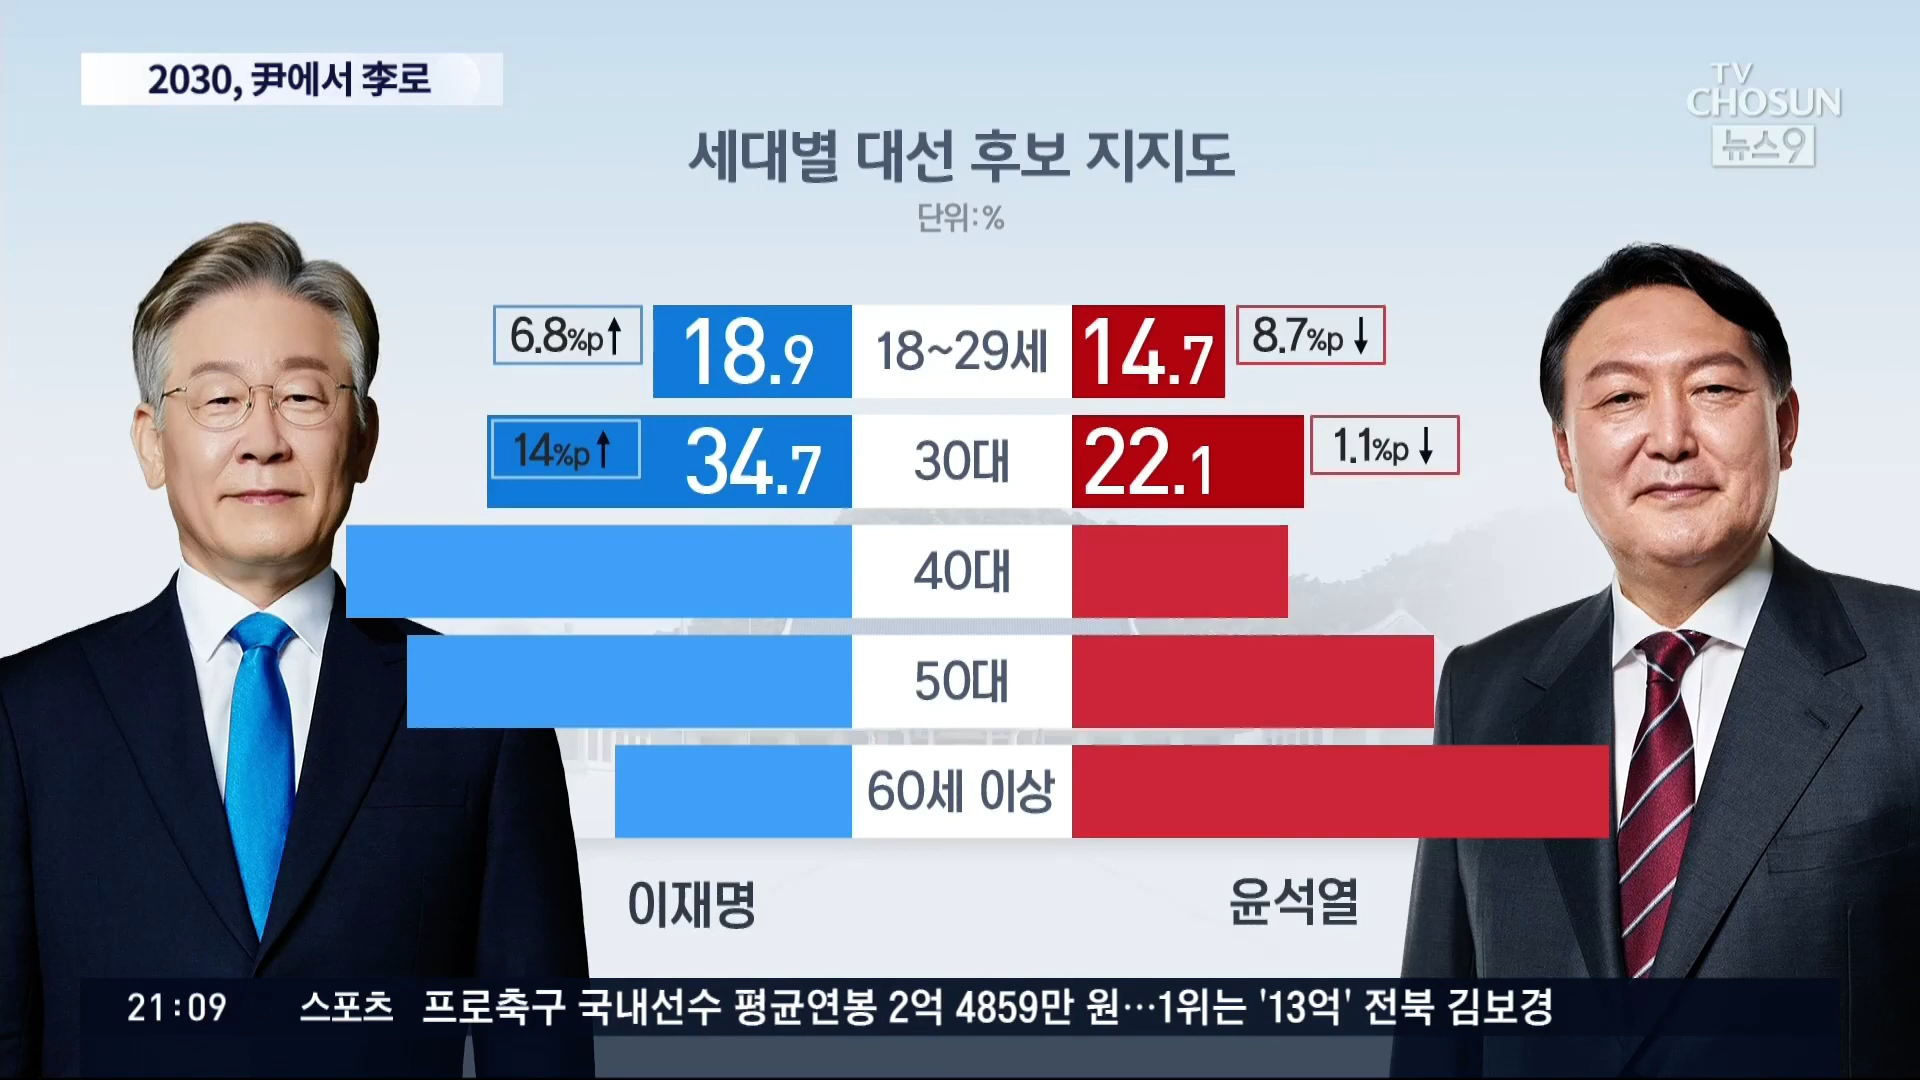 2030, 尹에서 李로
TV
CHOSUN
뉴스9
세대별 대선 후보 지지도
단위:%
6.8%p↑ 18.9 18~29세 14.7 8.7%p↓
14%p↑ 34.7 30대 22.1 1.1%p↓
40대
50대
60세 이상
이재명 윤석열
21:09 스포츠 프로축구 국내선수 평균연봉 2억 4859만 원…1위는 '13억' 전북 김보경